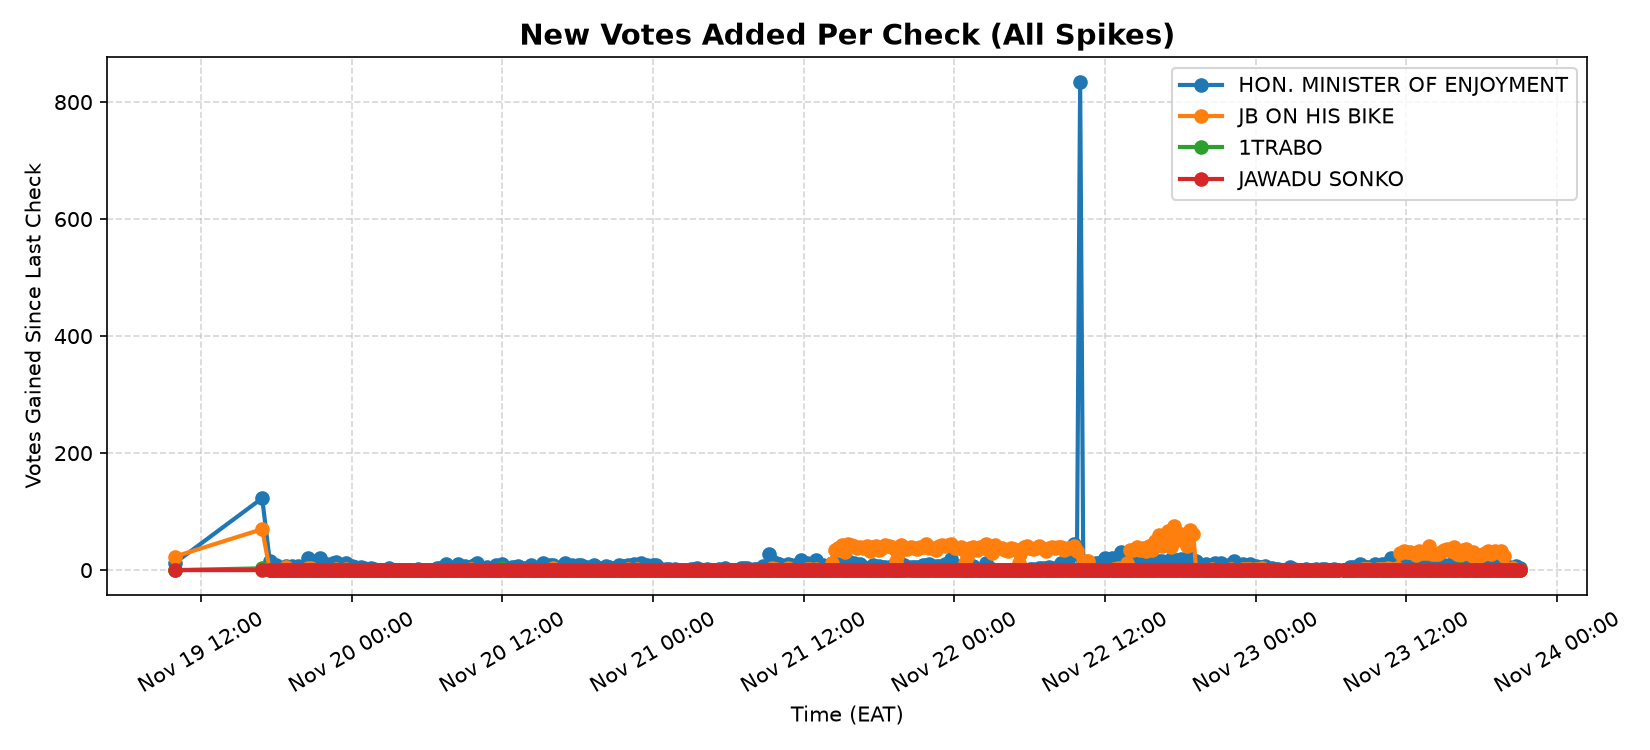 New Votes Added Per Check (All Spikes)
HON. MINISTER OF ENJOYMENT
JB ON HIS BIKE
1TRABO
JAWADU SONKO
Votes Gained Since Last Check
800
600
400
200
0
Nov 19 12:00
Nov 20 00:00
Nov 20 12:00
Nov 21 00:00
Nov 21 12:00
Nov 22 00:00
Nov 22 12:00
Nov 23 00:00
Nov 23 12:00
Nov 24 00:00
Time (EAT)